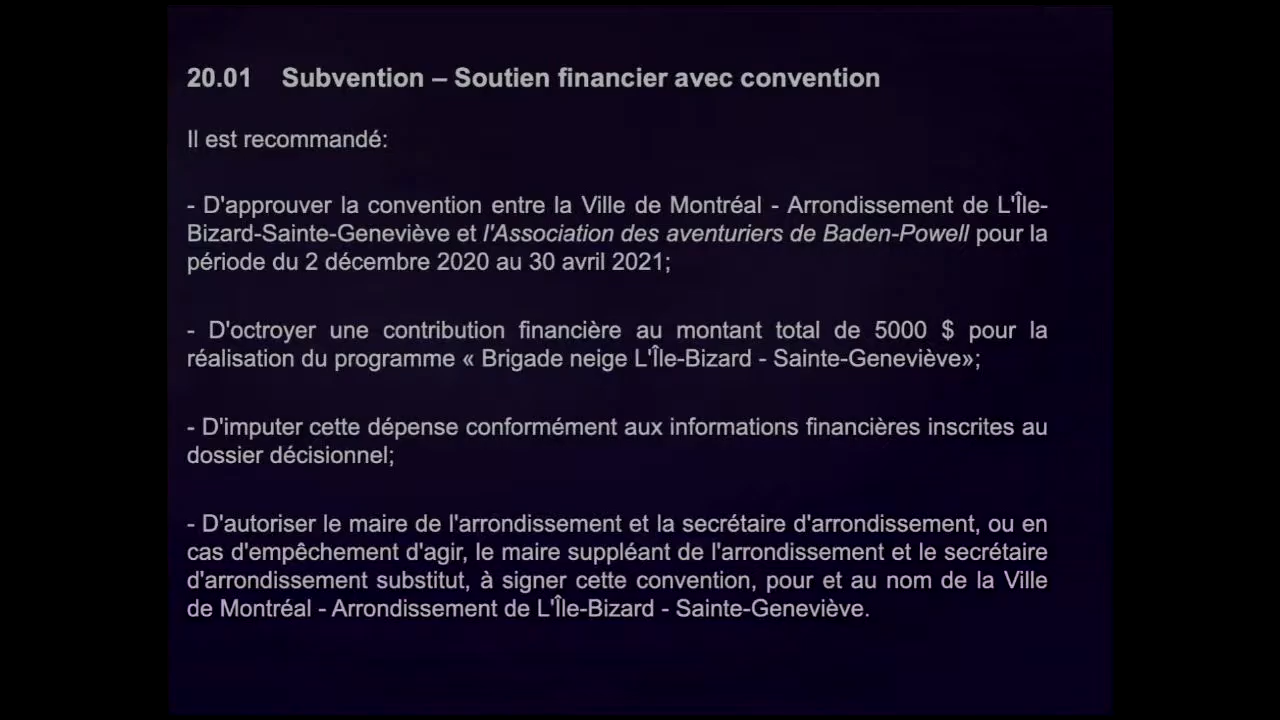 20.01 Subvention – Soutien financier avec convention
Il est recommandé:
- D'approuver la convention entre la Ville de Montréal - Arrondissement de L'Île-
Bizard-Sainte-Geneviève et l'Association des aventuriers de Baden-Powell pour la
période du 2 décembre 2020 au 30 avril 2021;
- D'octroyer une contribution financière au montant total de 5000 $ pour la
réalisation du programme « Brigade neige L'Île-Bizard - Sainte-Geneviève»;
- D'imputer cette dépense conformément aux informations financières inscrites au
dossier décisionnel;
- D'autoriser le maire de l'arrondissement et la secrétaire d'arrondissement, ou en
cas d'empêchement d'agir, le maire suppléant de l'arrondissement et le secrétaire
d'arrondissement substitut, à signer cette convention, pour et au nom de la Ville
de Montréal - Arrondissement de L'Île-Bizard - Sainte-Geneviève.